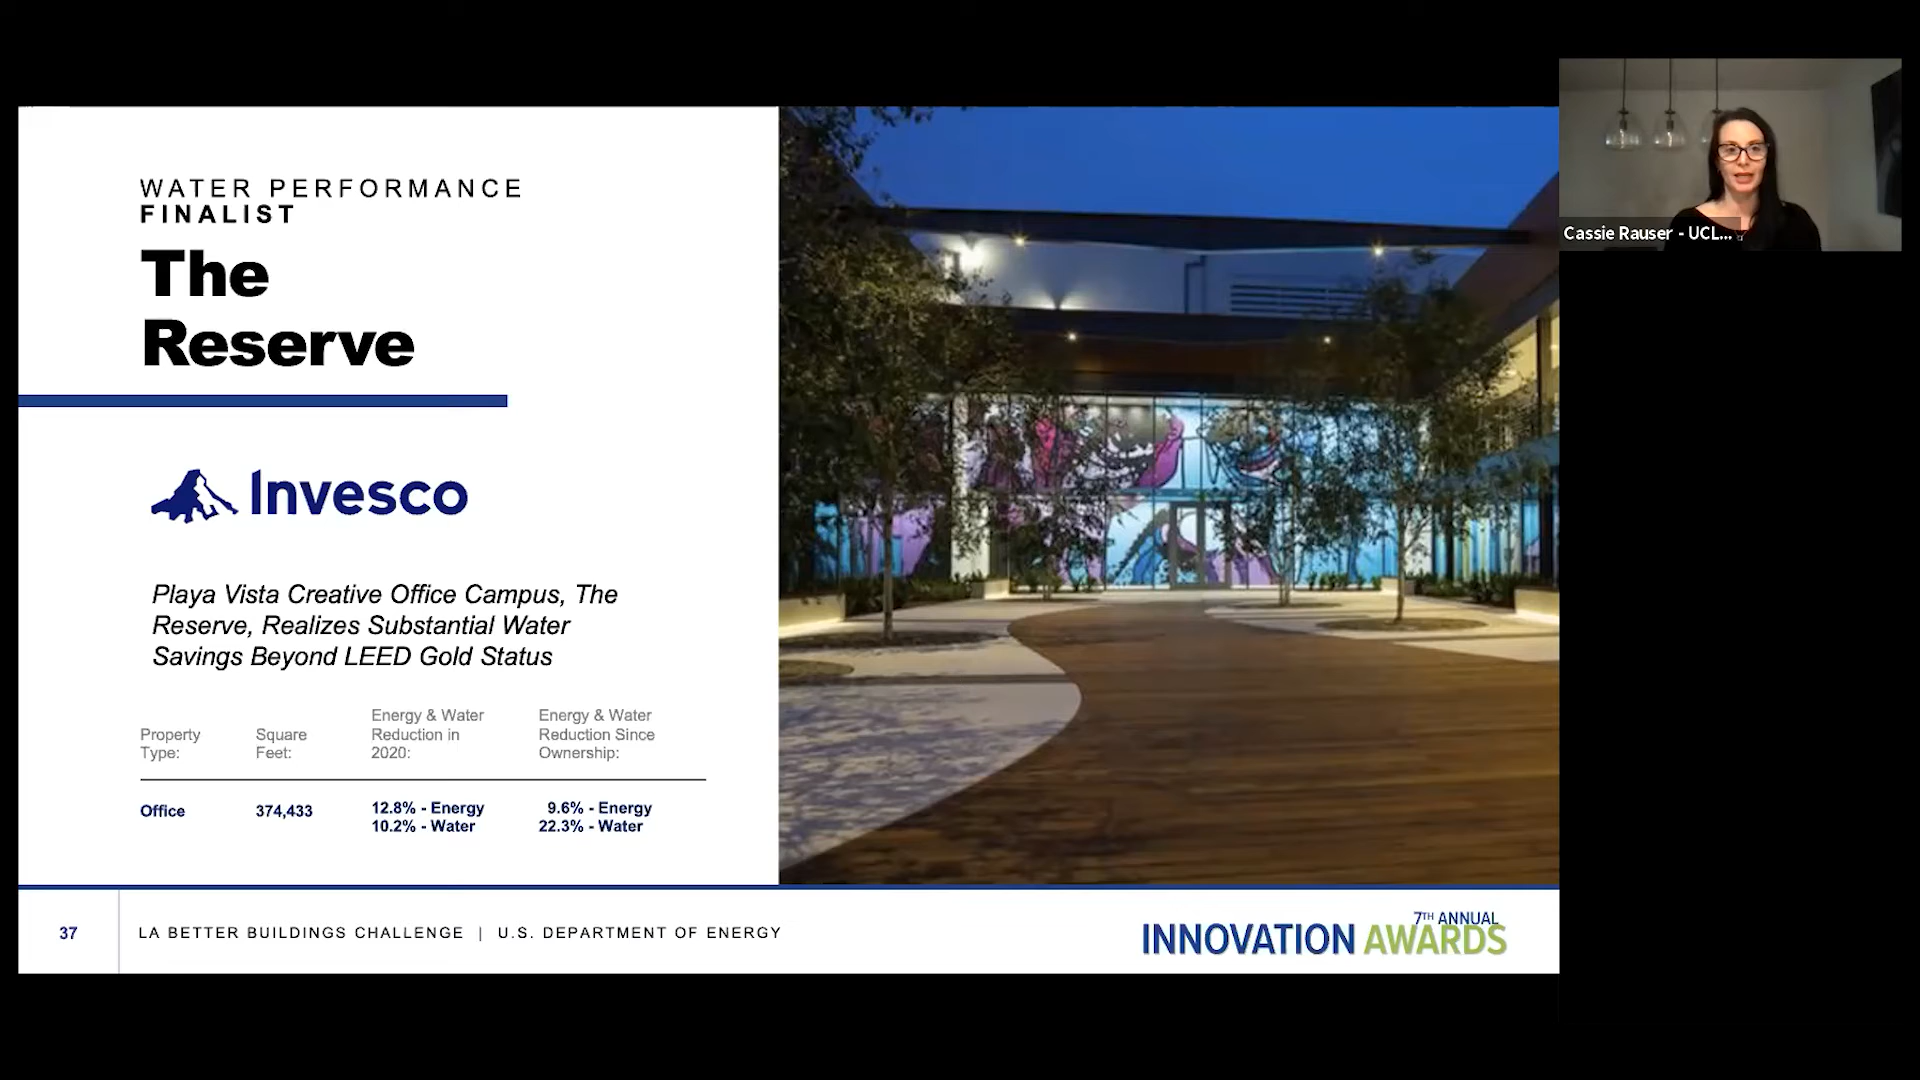 WATER PERFORMANCE
FINALIST
The
Reserve
Invesco
Playa Vista Creative Office Campus, The
Reserve, Realizes Substantial Water
Savings Beyond LEED Gold Status
Property
Type:
Square
Feet:
Energy & Water
Reduction in
2020:
Energy & Water
Reduction Since
Ownership:
Office
374,433
12.8% - Energy
10.2% - Water
9.6% - Energy
22.3% - Water
37
LA BETTER BUILDINGS CHALLENGE | U.S. DEPARTMENT OF ENERGY
7TH ANNUAL
INNOVATION AWARDS
Cassie Rauser - UCL...